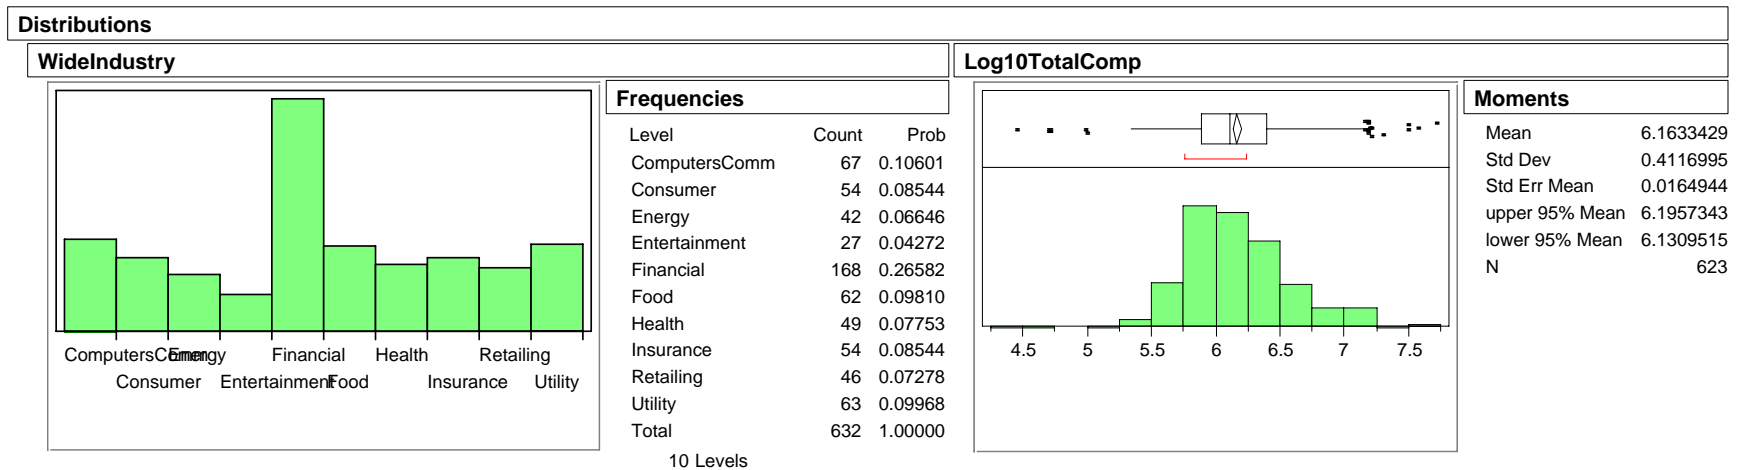 Distributions
WideIndustry
ComputersComm Energy Financial Health Retailing
Consumer Entertainment Food Insurance Utility
Frequencies
Level Count Prob
ComputersComm 67 0.10601
Consumer 54 0.08544
Energy 42 0.06646
Entertainment 27 0.04272
Financial 168 0.26582
Food 62 0.09810
Health 49 0.07753
Insurance 54 0.08544
Retailing 46 0.07278
Utility 63 0.09968
Total 632 1.00000
10 Levels
Log10TotalComp
4.5 5 5.5 6 6.5 7 7.5
Moments
Mean 6.1633429
Std Dev 0.4116995
Std Err Mean 0.0164944
upper 95% Mean 6.1957343
lower 95% Mean 6.1309515
N 623